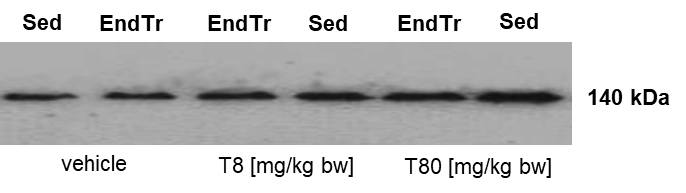 Sed EndTr EndTr Sed EndTr Sed
140 kDa
vehicle T8 [mg/kg bw] T80 [mg/kg bw]